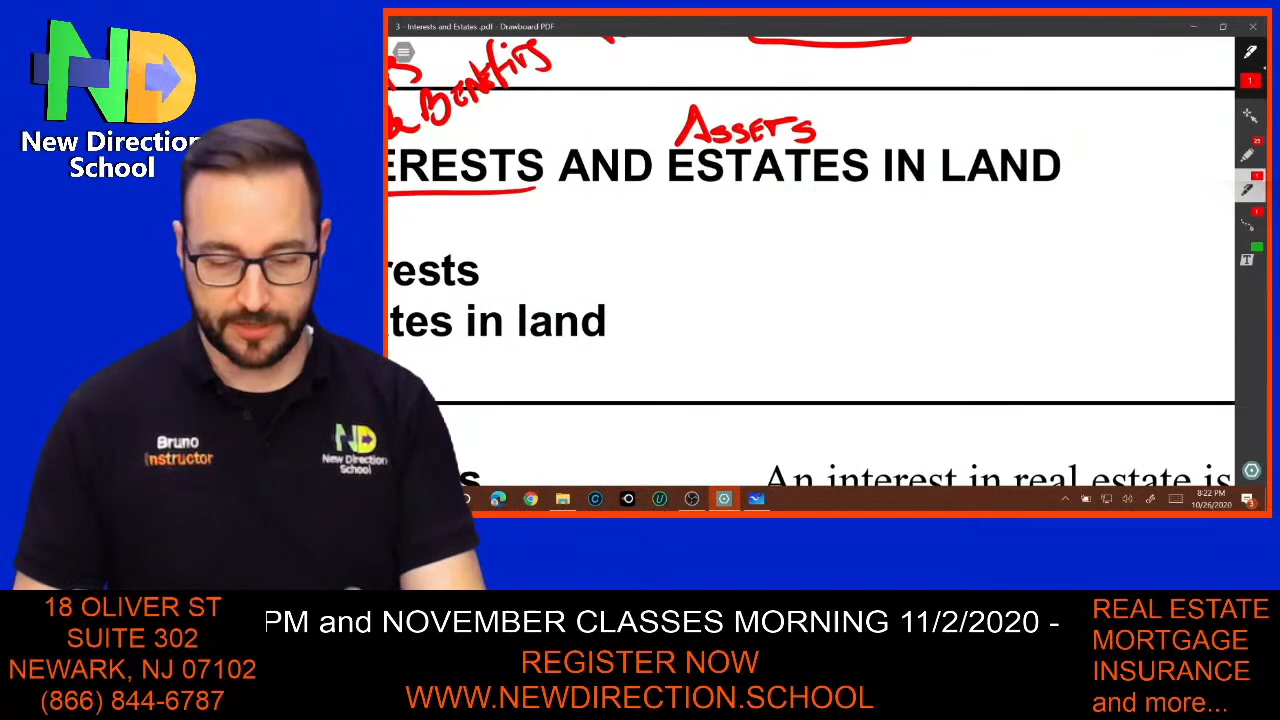 ND
New Direction
School
3 - Interests and Estates .pdf - Drawboard PDF
& Benefits
ASSETS
ERESTS AND ESTATES IN LAND
rests
tes in land
An interest in real estate is
Bruno
Instructor
ND
New Direction
School
8:22 PM
10/26/2020
18 OLIVER ST
SUITE 302
NEWARK, NJ 07102
(866) 844-6787
PM and NOVEMBER CLASSES MORNING 11/2/2020 -
REGISTER NOW
WWW.NEWDIRECTION.SCHOOL
REAL ESTATE
MORTGAGE
INSURANCE
and more...